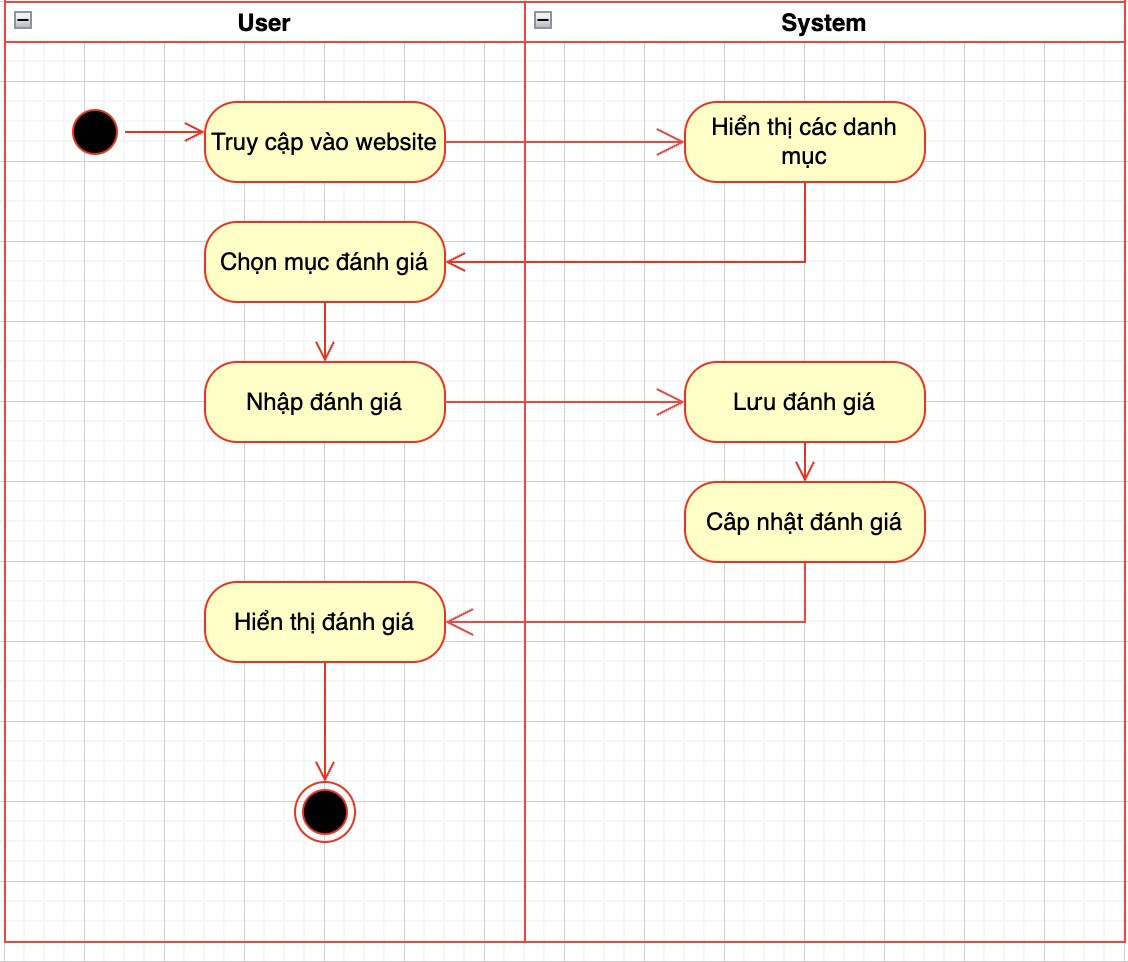 User
System
Truy cập vào website
Hiển thị các danh
mục
Chọn mục đánh giá
Nhập đánh giá
Lưu đánh giá
Câp nhật đánh giá
Hiển thị đánh giá